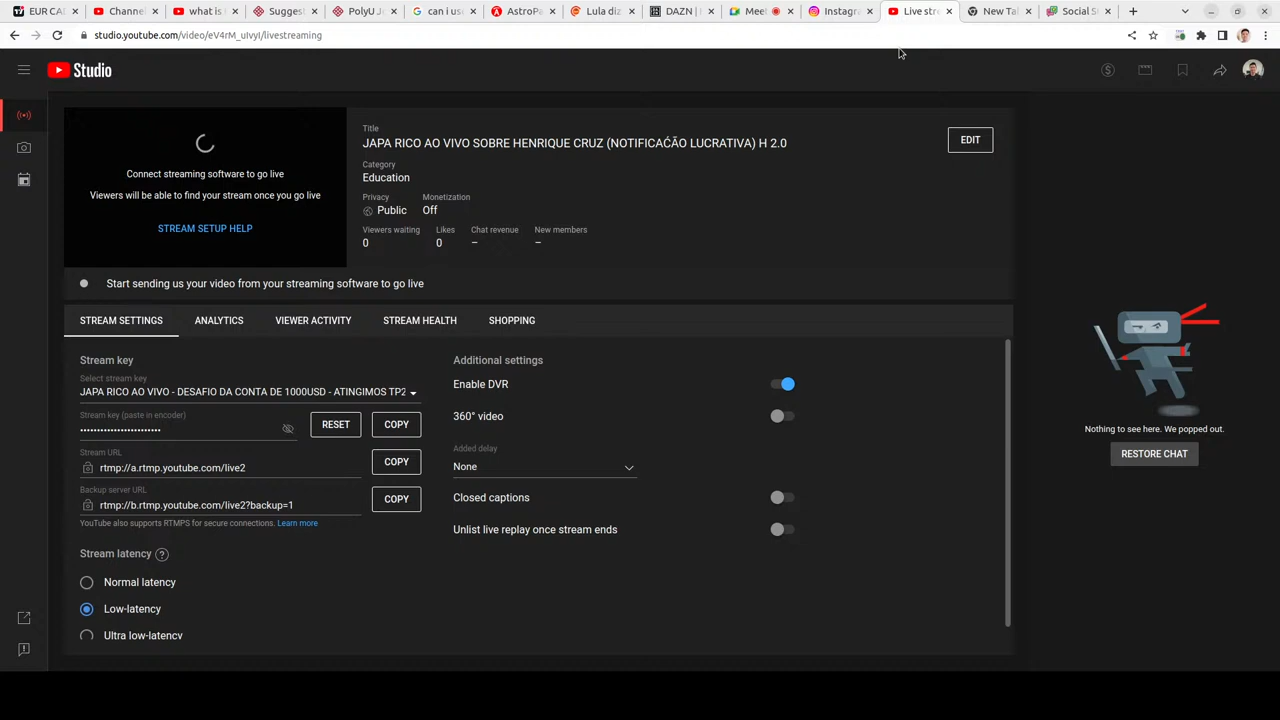 EUR CAD
Channel
what is
Suggest
PolyU J
can i us
AstroPa
Lula diz
DAZN |
Meet
Instagra
Live stre
New Tal
Social S
studio.youtube.com/video/eV4rM_uIvyI/livestreaming
Studio
Connect streaming software to go live
Viewers will be able to find your stream once you go live
STREAM SETUP HELP
Title
JAPA RICO AO VIVO SOBRE HENRIQUE CRUZ (NOTIFICAĆÃO LUCRATIVA) H 2.0
EDIT
Category
Education
Privacy Monetization
Public Off
Viewers waiting Likes Chat revenue New members
0 0 – –
Start sending us your video from your streaming software to go live
STREAM SETTINGS ANALYTICS VIEWER ACTIVITY STREAM HEALTH SHOPPING
Stream key
Select stream key
JAPA RICO AO VIVO - DESAFIO DA CONTA DE 1000USD - ATINGIMOS TP2
Stream key (paste in encoder)
•••••••••••••••••••••••
RESET COPY
Stream URL
rtmp://a.rtmp.youtube.com/live2
COPY
Backup server URL
rtmp://b.rtmp.youtube.com/live2?backup=1
COPY
YouTube also supports RTMPS for secure connections. Learn more
Stream latency ?
Normal latency
Low-latency
Ultra low-latency
Additional settings
Enable DVR
360° video
Added delay
None
Closed captions
Unlist live replay once stream ends
Nothing to see here. We popped out.
RESTORE CHAT